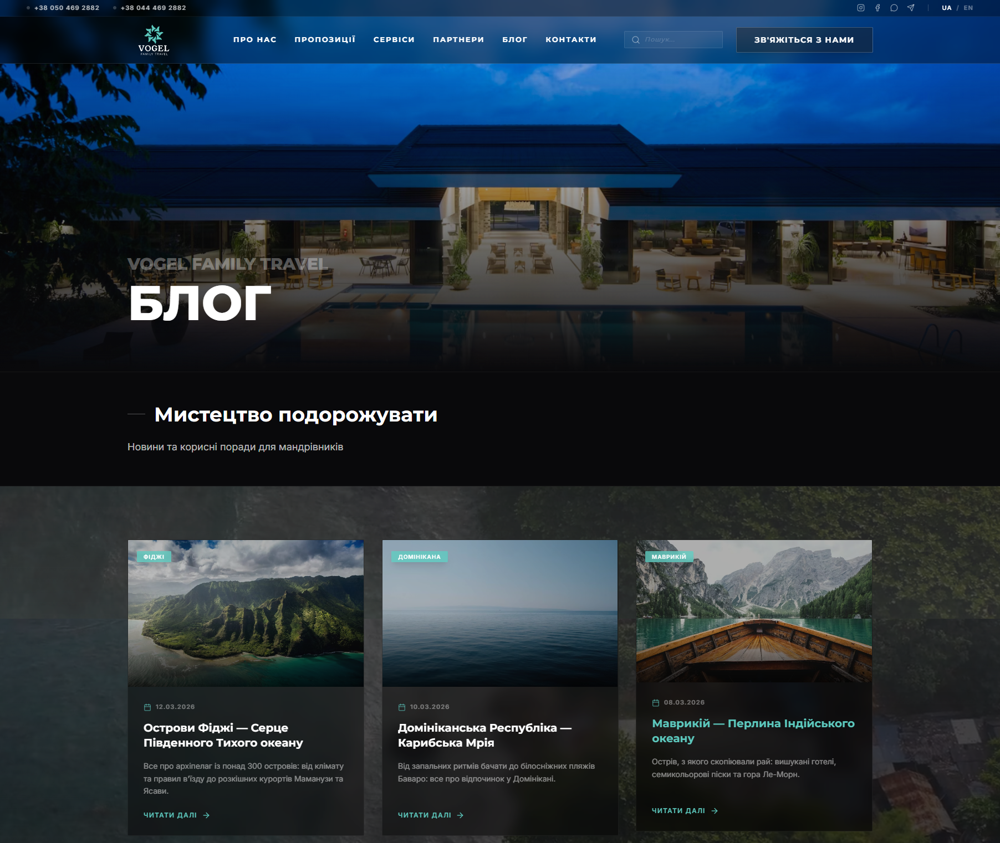 +38 050 469 2882
+38 044 469 2882
UA / EN
VOGEL
FAMILY TRAVEL
ПРО НАС
ПРОПОЗИЦІЇ
СЕРВІСИ
ПАРТНЕРИ
БЛОГ
КОНТАКТИ
Пошук...
ЗВ'ЯЖІТЬСЯ З НАМИ
VOGEL FAMILY TRAVEL
БЛОГ
Мистецтво подорожувати
Новини та корисні поради для мандрівників
ФІДЖІ
12.03.2026
Острови Фіджі — Серце
Південного Тихого океану
Все про архіпелаг із понад 300 островів: від клімату
та правил в'їзду до розкішних курортів Маманузи та
Ясави.
ЧИТАТИ ДАЛІ
ДОМІНІКАНА
10.03.2026
Домініканська Республіка —
Карибська Мрія
Від запальних ритмів бачати до білосніжних пляжів
Баваро: все про відпочинок у Домінікані.
ЧИТАТИ ДАЛІ
МАВРИКІЙ
08.03.2026
Маврикій — Перлина Індійського
океану
Острів, з якого скопіювали рай: вишукані готелі,
семикольорові піски та гора Ле-Морн.
ЧИТАТИ ДАЛІ